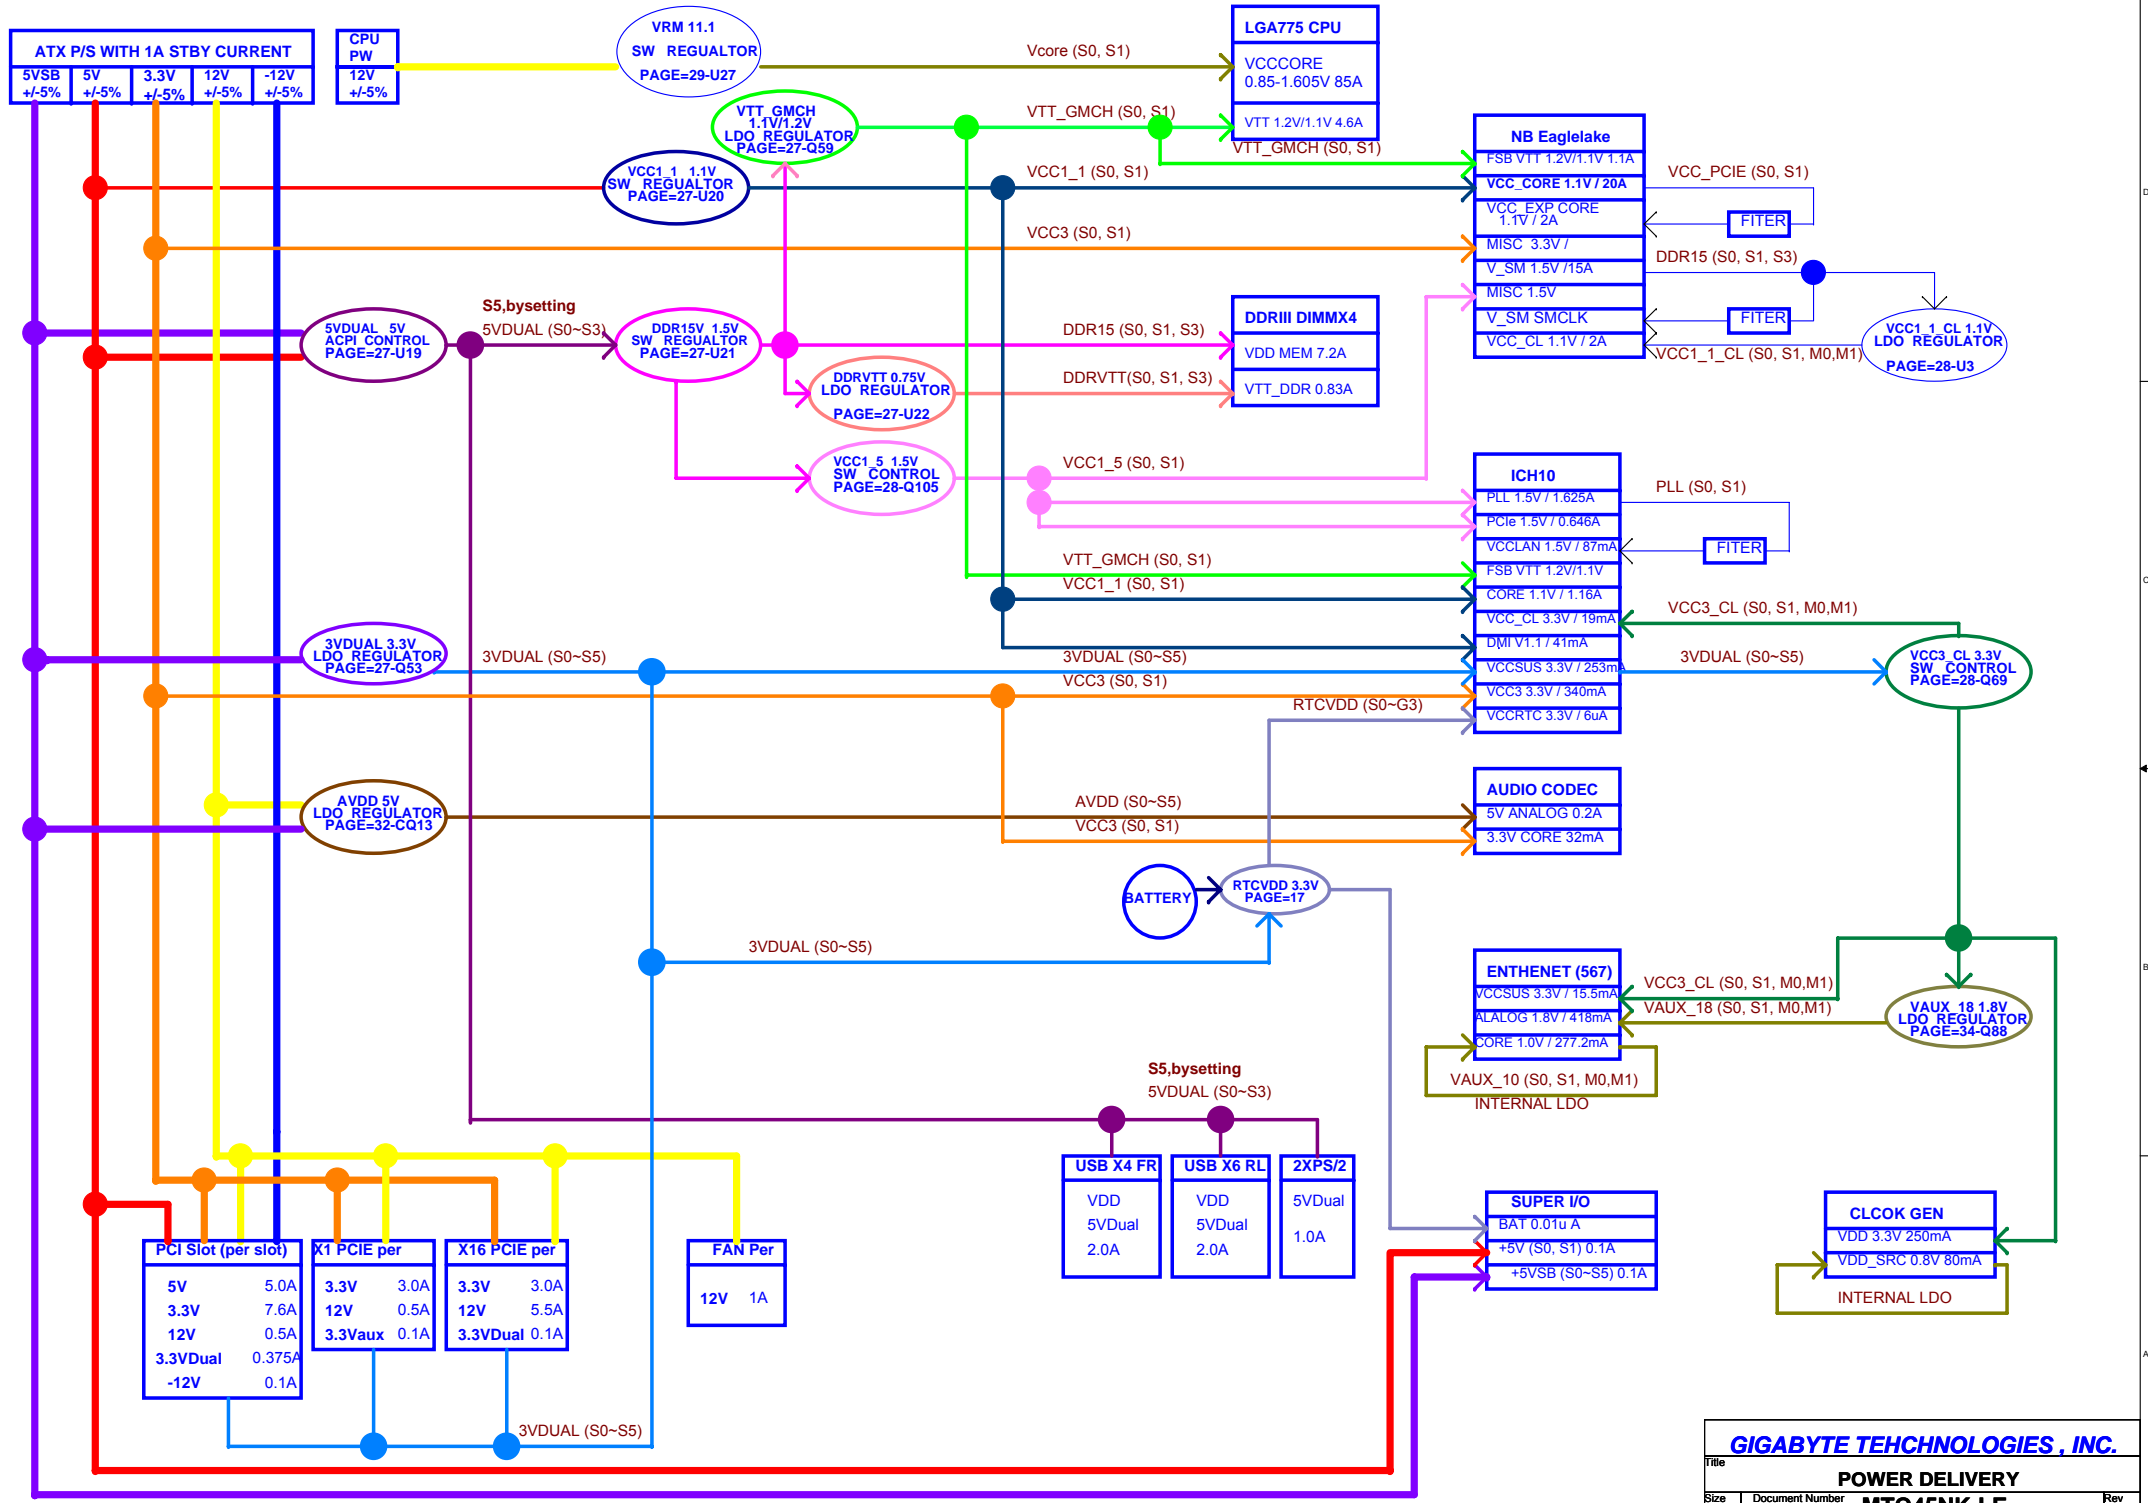 ATX P/S WITH 1A STBY CURRENT
5VSB +/-5%
5V +/-5%
3.3V +/-5%
12V +/-5%
-12V +/-5%
CPU PW
12V +/-5%
VRM 11.1
SW REGUALTOR
PAGE=29-U27
Vcore (S0, S1)
LGA775 CPU
VCCCORE
0.85-1.605V 85A
VTT 1.2V/1.1V 4.6A
VTT_GMCH
1.1V/1.2V
LDO REGULATOR
PAGE=27-Q59
VTT_GMCH (S0, S1)
VTT_GMCH (S0, S1)
VCC1_1 1.1V
SW REGUALTOR
PAGE=27-U20
VCC1_1 (S0, S1)
VCC3 (S0, S1)
NB Eaglelake
FSB VTT 1.2V/1.1V 1.1A
VCC_CORE 1.1V / 20A
VCC_EXP CORE
1.1V / 2A
MISC 3.3V /
V_SM 1.5V /15A
MISC 1.5V
V_SM SMCLK
VCC_CL 1.1V / 2A
VCC_PCIE (S0, S1)
FITER
DDR15 (S0, S1, S3)
FITER
VCC1_1_CL (S0, S1, M0,M1)
VCC1_1_CL 1.1V
LDO REGULATOR
PAGE=28-U3
5VDUAL 5V
ACPI CONTROL
PAGE=27-U19
S5,bysetting
5VDUAL (S0~S3)
DDR15V 1.5V
SW REGUALTOR
PAGE=27-U21
DDR15 (S0, S1, S3)
DDRVTT(S0, S1, S3)
DDRIII DIMMX4
VDD MEM 7.2A
VTT_DDR 0.83A
DDRVTT 0.75V
LDO REGULATOR
PAGE=27-U22
VCC1_5 1.5V
SW CONTROL
PAGE=28-Q105
VCC1_5 (S0, S1)
VTT_GMCH (S0, S1)
VCC1_1 (S0, S1)
ICH10
PLL 1.5V / 1.625A
PCIe 1.5V / 0.646A
VCCLAN 1.5V / 87mA
FSB VTT 1.2V/1.1V
CORE 1.1V / 1.16A
VCC_CL 3.3V / 19mA
DMI V1.1 / 41mA
VCCSUS 3.3V / 253mA
VCC3 3.3V / 340mA
VCCRTC 3.3V / 6uA
PLL (S0, S1)
FITER
VCC3_CL (S0, S1, M0,M1)
3VDUAL (S0~S5)
VCC3_CL 3.3V
SW CONTROL
PAGE=28-Q69
3VDUAL 3.3V
LDO REGULATOR
PAGE=27-Q53
3VDUAL (S0~S5)
3VDUAL (S0~S5)
VCC3 (S0, S1)
RTCVDD (S0~G3)
AVDD 5V
LDO REGULATOR
PAGE=32-CQ13
AVDD (S0~S5)
VCC3 (S0, S1)
AUDIO CODEC
5V ANALOG 0.2A
3.3V CORE 32mA
BATTERY
RTCVDD 3.3V
PAGE=17
3VDUAL (S0~S5)
ENTHENET (567)
VCCSUS 3.3V / 15.5mA
ALALOG 1.8V / 418mA
CORE 1.0V / 277.2mA
VCC3_CL (S0, S1, M0,M1)
VAUX_18 (S0, S1, M0,M1)
VAUX_18 1.8V
LDO REGULATOR
PAGE=34-Q88
VAUX_10 (S0, S1, M0,M1)
INTERNAL LDO
S5,bysetting
5VDUAL (S0~S3)
USB X4 FR
VDD
5VDual
2.0A
USB X6 RL
VDD
5VDual
2.0A
2XPS/2
5VDual
1.0A
SUPER I/O
BAT 0.01u A
+5V (S0, S1) 0.1A
+5VSB (S0~S5) 0.1A
CLCOK GEN
VDD 3.3V 250mA
VDD_SRC 0.8V 80mA
INTERNAL LDO
PCI Slot (per slot)
5V 5.0A
3.3V 7.6A
12V 0.5A
3.3VDual 0.375A
-12V 0.1A
X1 PCIE per
3.3V 3.0A
12V 0.5A
3.3Vaux 0.1A
X16 PCIE per
3.3V 3.0A
12V 5.5A
3.3VDual 0.1A
FAN Per
12V 1A
3VDUAL (S0~S5)
D
C
B
A
GIGABYTE TEHCHNOLOGIES , INC.
Title
POWER DELIVERY
Size
Document Number
Rev